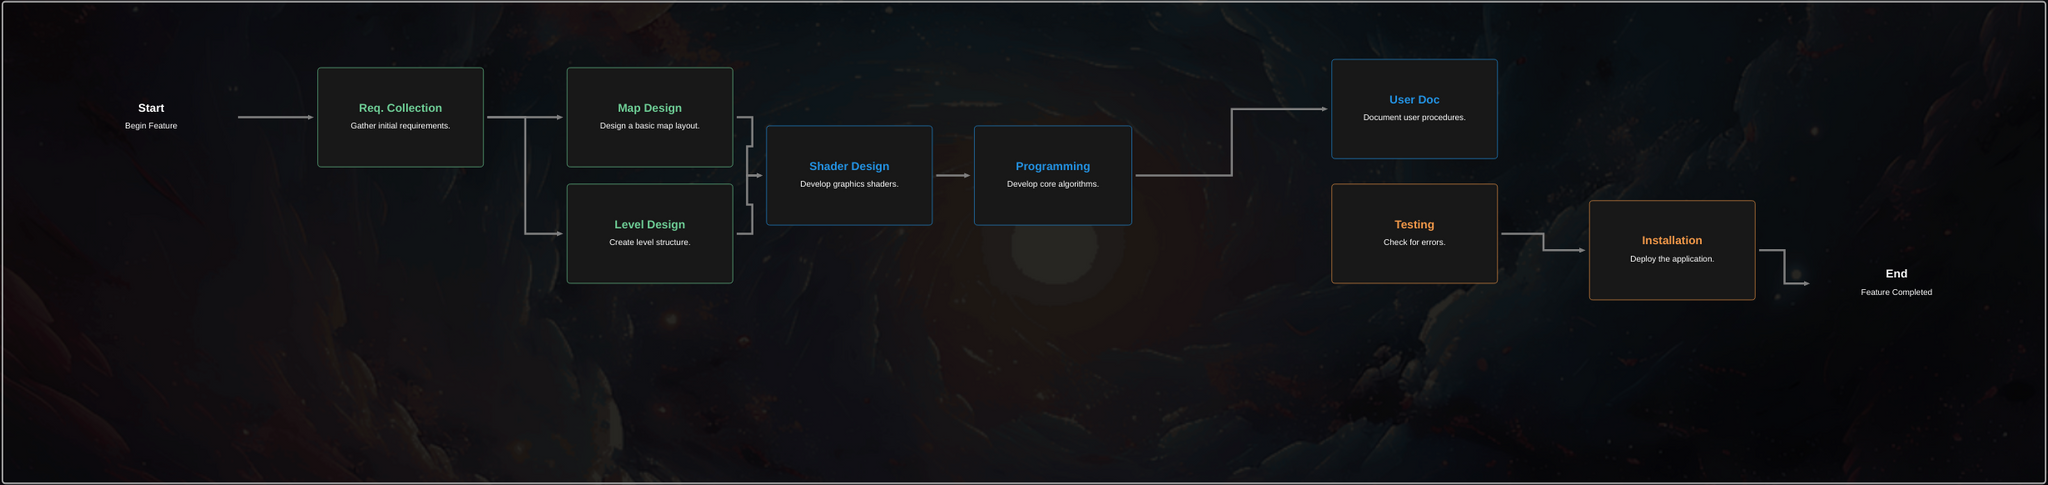 Start
Begin Feature
Req. Collection
Gather initial requirements.
Map Design
Design a basic map layout.
Level Design
Create level structure.
Shader Design
Develop graphics shaders.
Programming
Develop core algorithms.
User Doc
Document user procedures.
Testing
Check for errors.
Installation
Deploy the application.
End
Feature Completed